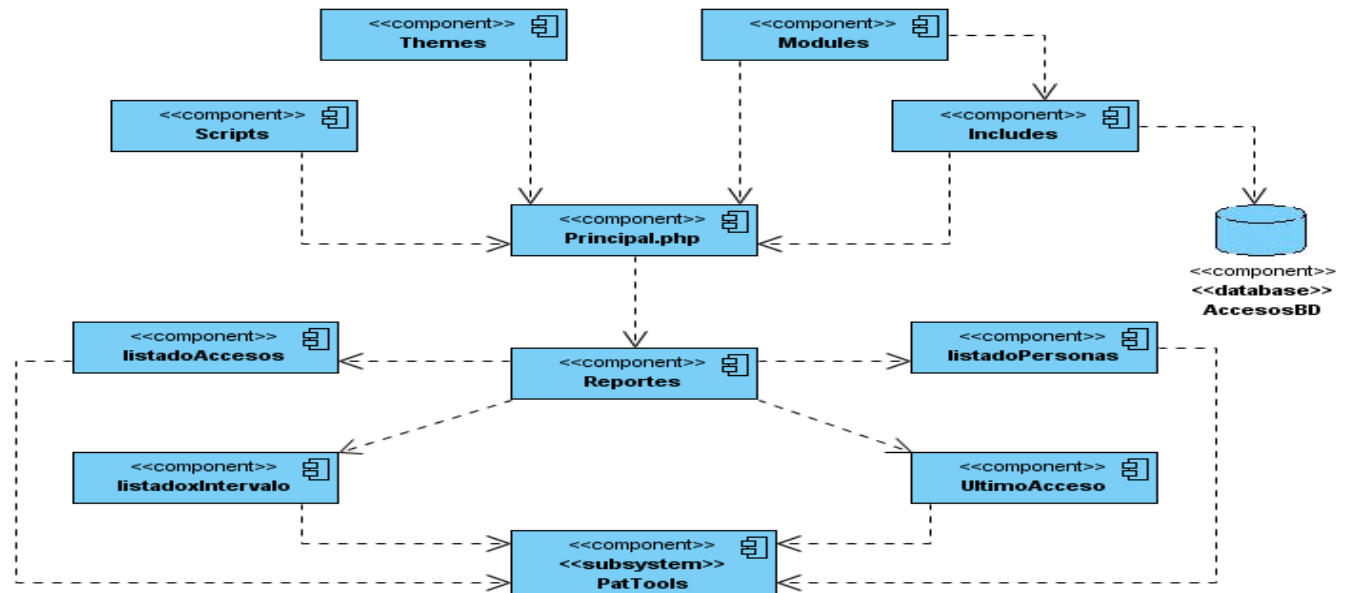 <<component>>
Themes
<<component>>
Modules
<<component>>
Scripts
<<component>>
Includes
<<component>>
Principal.php
<<component>>
<<database>>
AccesosBD
<<component>>
listadoAccesos
<<component>>
Reportes
<<component>>
listadoPersonas
<<component>>
listadoxIntervalo
<<component>>
UltimoAcceso
<<component>>
<<subsystem>>
PatTools